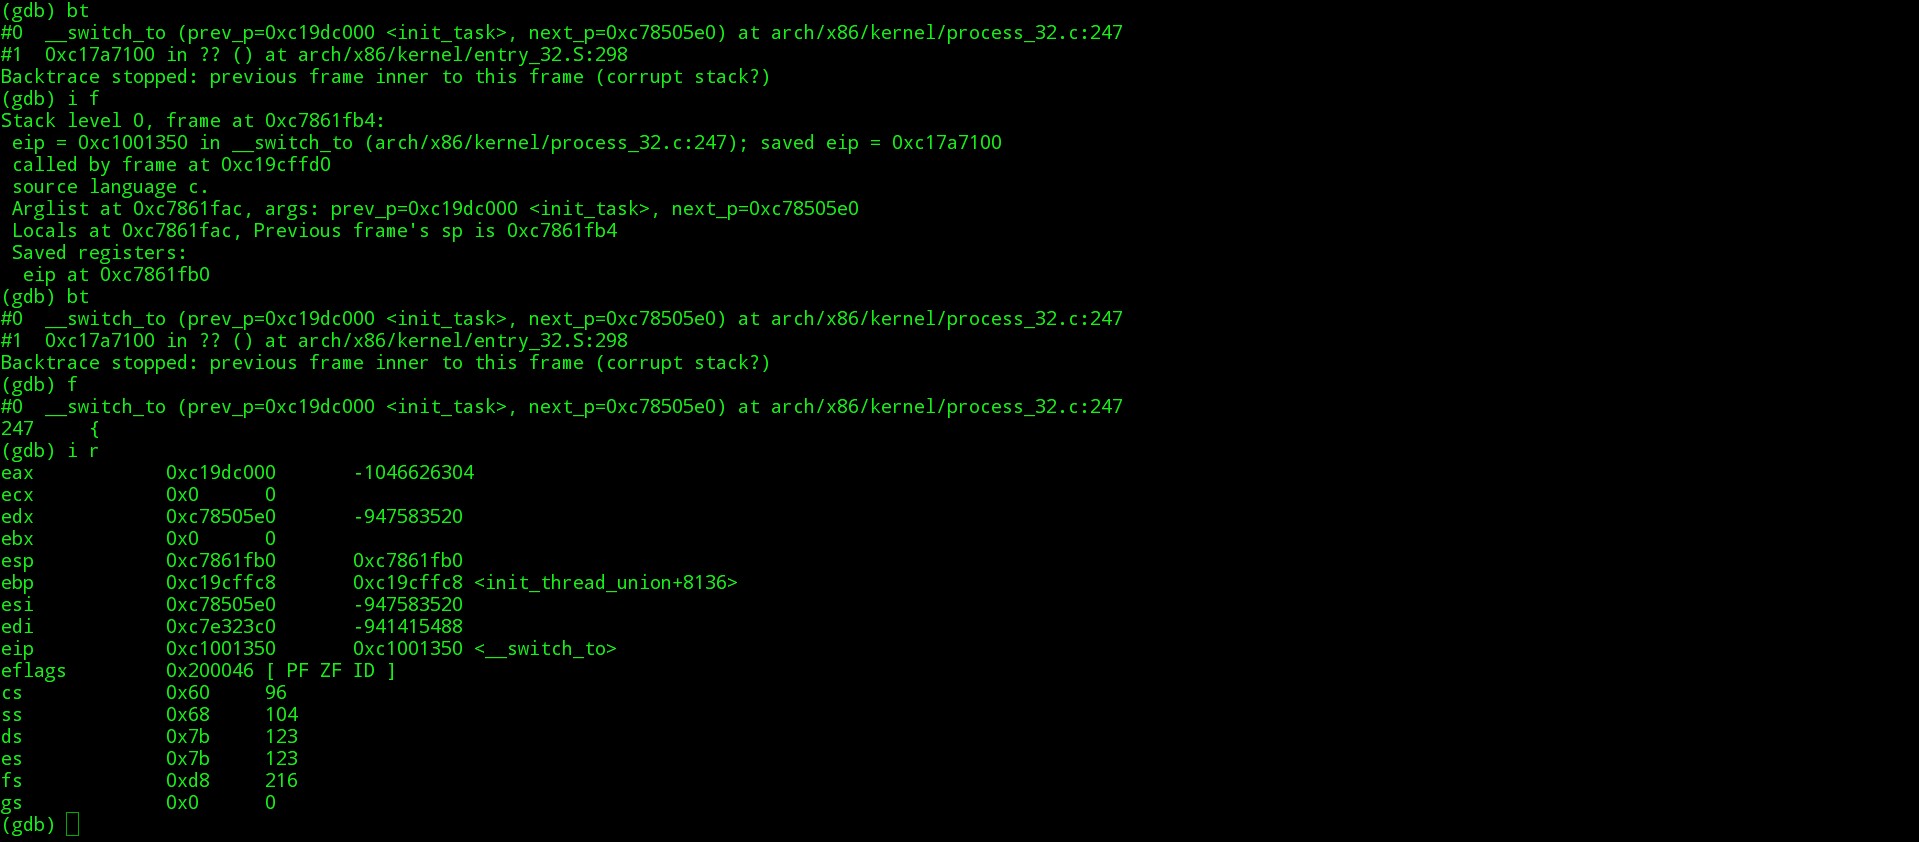 (gdb) bt
#0  __switch_to (prev_p=0xc19dc000 <init_task>, next_p=0xc78505e0) at arch/x86/kernel/process_32.c:247
#1  0xc17a7100 in ?? () at arch/x86/kernel/entry_32.S:298
Backtrace stopped: previous frame inner to this frame (corrupt stack?)
(gdb) i f
Stack level 0, frame at 0xc7861fb4:
 eip = 0xc1001350 in __switch_to (arch/x86/kernel/process_32.c:247); saved eip = 0xc17a7100
 called by frame at 0xc19cffd0
 source language c.
 Arglist at 0xc7861fac, args: prev_p=0xc19dc000 <init_task>, next_p=0xc78505e0
 Locals at 0xc7861fac, Previous frame's sp is 0xc7861fb4
 Saved registers:
  eip at 0xc7861fb0
(gdb) bt
#0  __switch_to (prev_p=0xc19dc000 <init_task>, next_p=0xc78505e0) at arch/x86/kernel/process_32.c:247
#1  0xc17a7100 in ?? () at arch/x86/kernel/entry_32.S:298
Backtrace stopped: previous frame inner to this frame (corrupt stack?)
(gdb) f
#0  __switch_to (prev_p=0xc19dc000 <init_task>, next_p=0xc78505e0) at arch/x86/kernel/process_32.c:247
247     {
(gdb) i r
eax            0xc19dc000       -1046626304
ecx            0x0      0
edx            0xc78505e0       -947583520
ebx            0x0      0
esp            0xc7861fb0       0xc7861fb0
ebp            0xc19cffc8       0xc19cffc8 <init_thread_union+8136>
esi            0xc78505e0       -947583520
edi            0xc7e323c0       -941415488
eip            0xc1001350       0xc1001350 <__switch_to>
eflags         0x200046 [ PF ZF ID ]
cs             0x60     96
ss             0x68     104
ds             0x7b     123
es             0x7b     123
fs             0xd8     216
gs             0x0      0
(gdb)